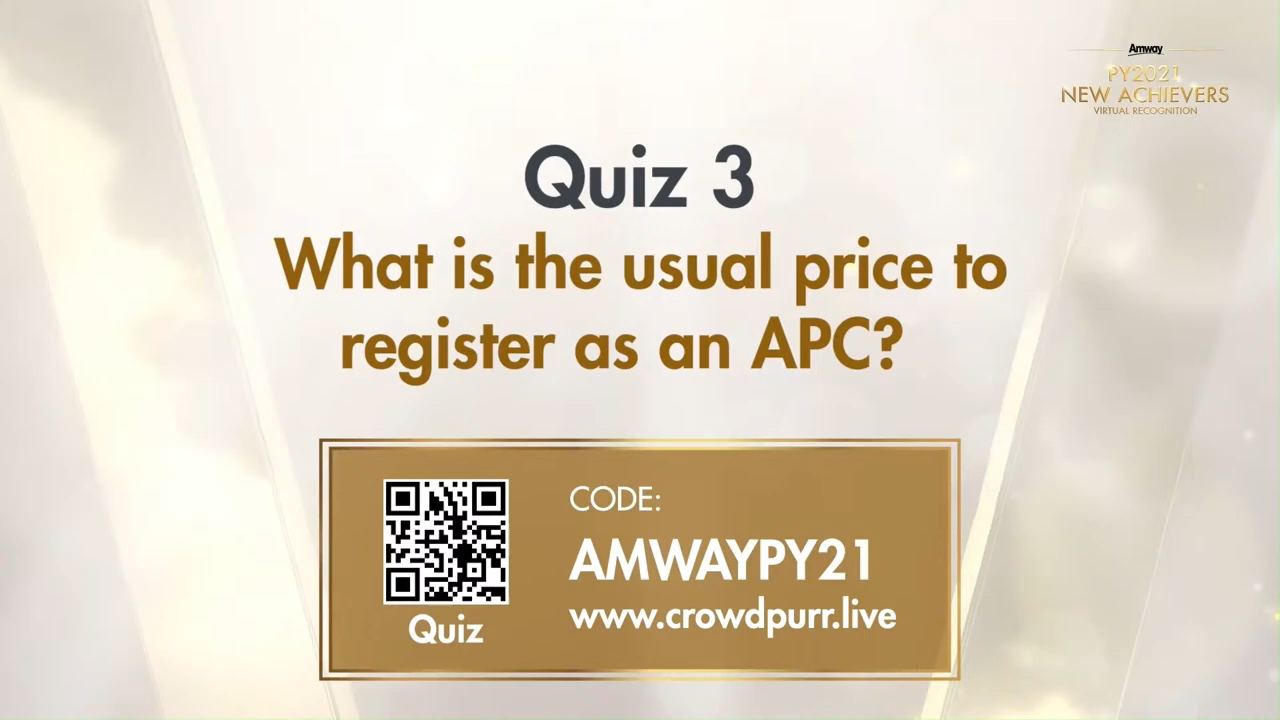 Amway
PY2021
NEW ACHIEVERS
VIRTUAL RECOGNITION
Quiz 3
What is the usual price to
register as an APC?
CODE:
AMWAYPY21
www.crowdpurr.live
Quiz